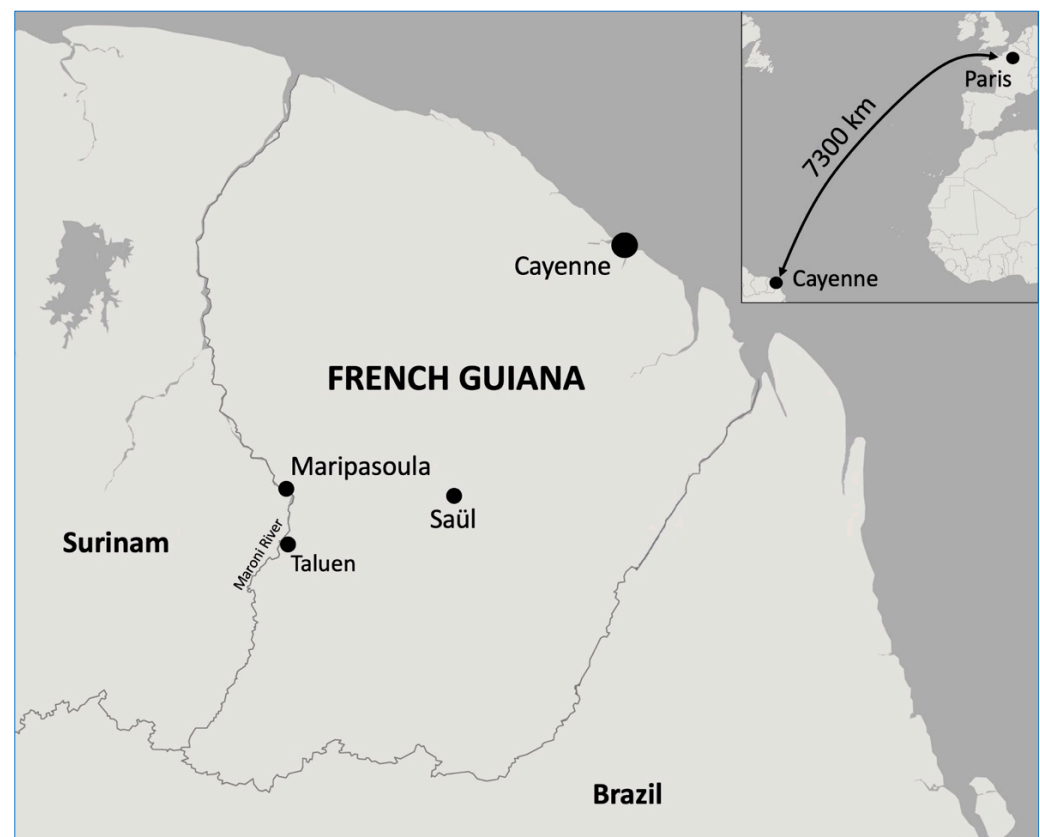 Paris
7300 km
Cayenne
Cayenne
FRENCH GUIANA
Maripasoula
Saül
Surinam
Maroni River
Taluen
Brazil